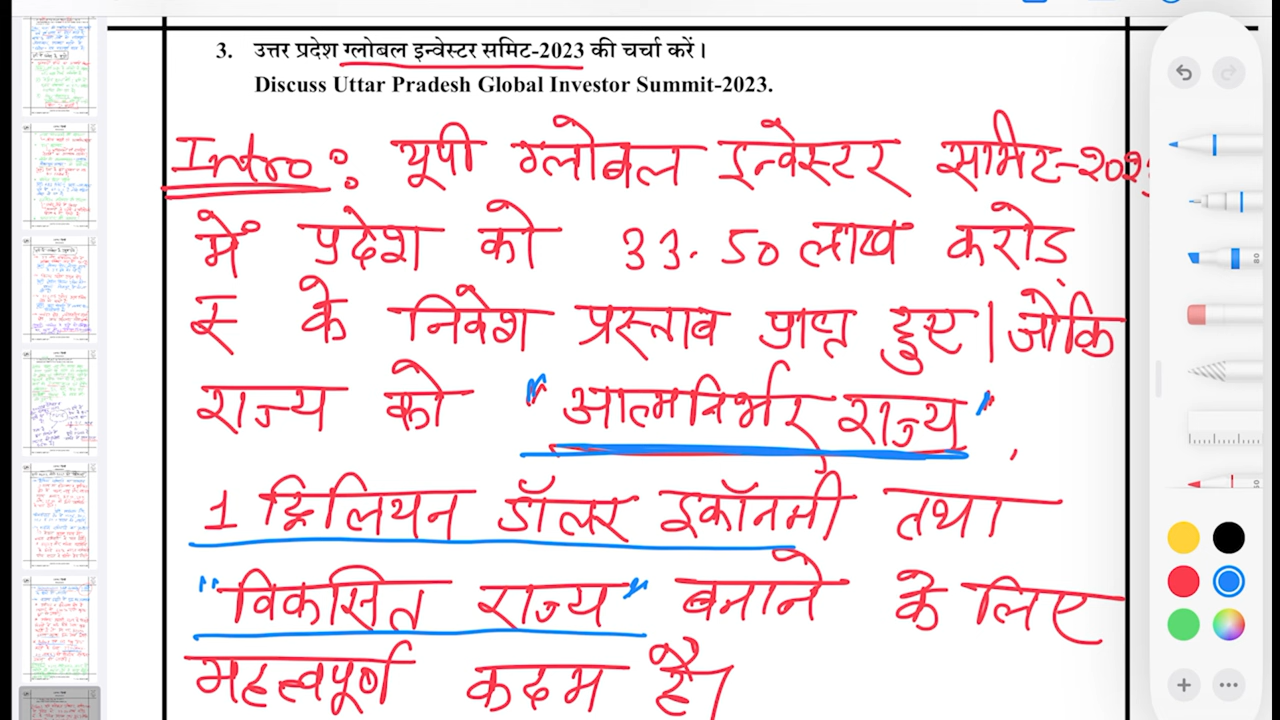 3. उत्तर प्रदेश ग्लोबल इन्वेस्टर समिट-2023 की चर्चा करें।
Discuss Uttar Pradesh Global Investor Summit-2023.
Intro: यूपी ग्लोबल इन्वेस्टर समिट-2023
में प्रदेश को 33.50 लाख करोड़
रु के निवेश प्रस्ताव प्राप्त हुए। जोकि
राज्य को "आत्मनिर्भर राज्य",
1 ट्रिलियन डॉलर इकॉनमी तथा
"विकसित राज्य" बनाने के लिए
महत्वपूर्ण कदम है।